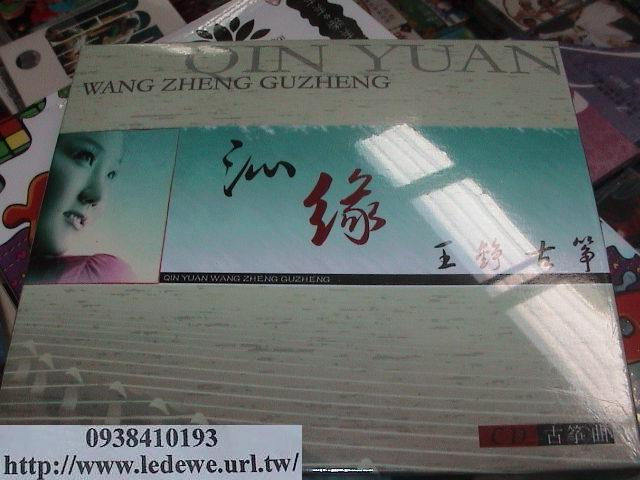 QIN YUAN
WANG ZHENG GUZHENG
沁缘
王铮古筝
QIN YUAN WANG ZHENG GUZHENG
CD 古筝曲
0938410193
http://www.ledewe.url.tw/